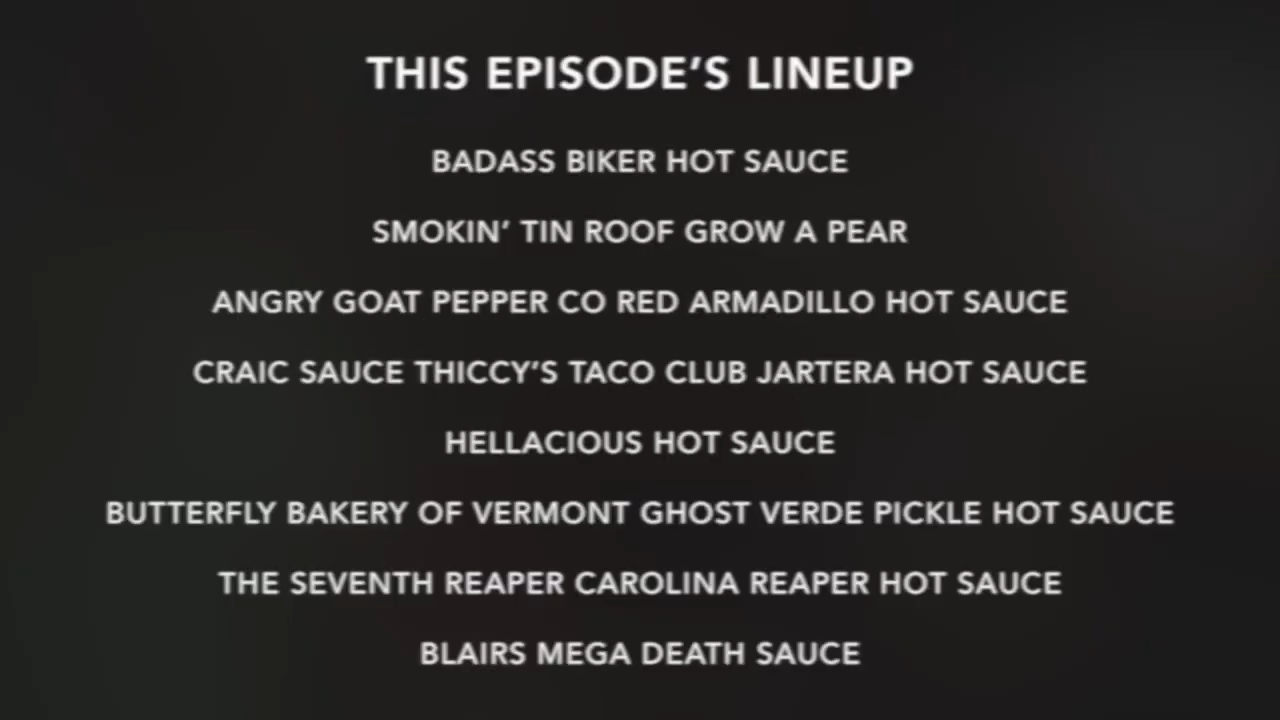 THIS EPISODE’S LINEUP
BADASS BIKER HOT SAUCE
SMOKIN’ TIN ROOF GROW A PEAR
ANGRY GOAT PEPPER CO RED ARMADILLO HOT SAUCE
CRAIC SAUCE THICCY’S TACO CLUB JARTERA HOT SAUCE
HELLACIOUS HOT SAUCE
BUTTERFLY BAKERY OF VERMONT GHOST VERDE PICKLE HOT SAUCE
THE SEVENTH REAPER CAROLINA REAPER HOT SAUCE
BLAIRS MEGA DEATH SAUCE